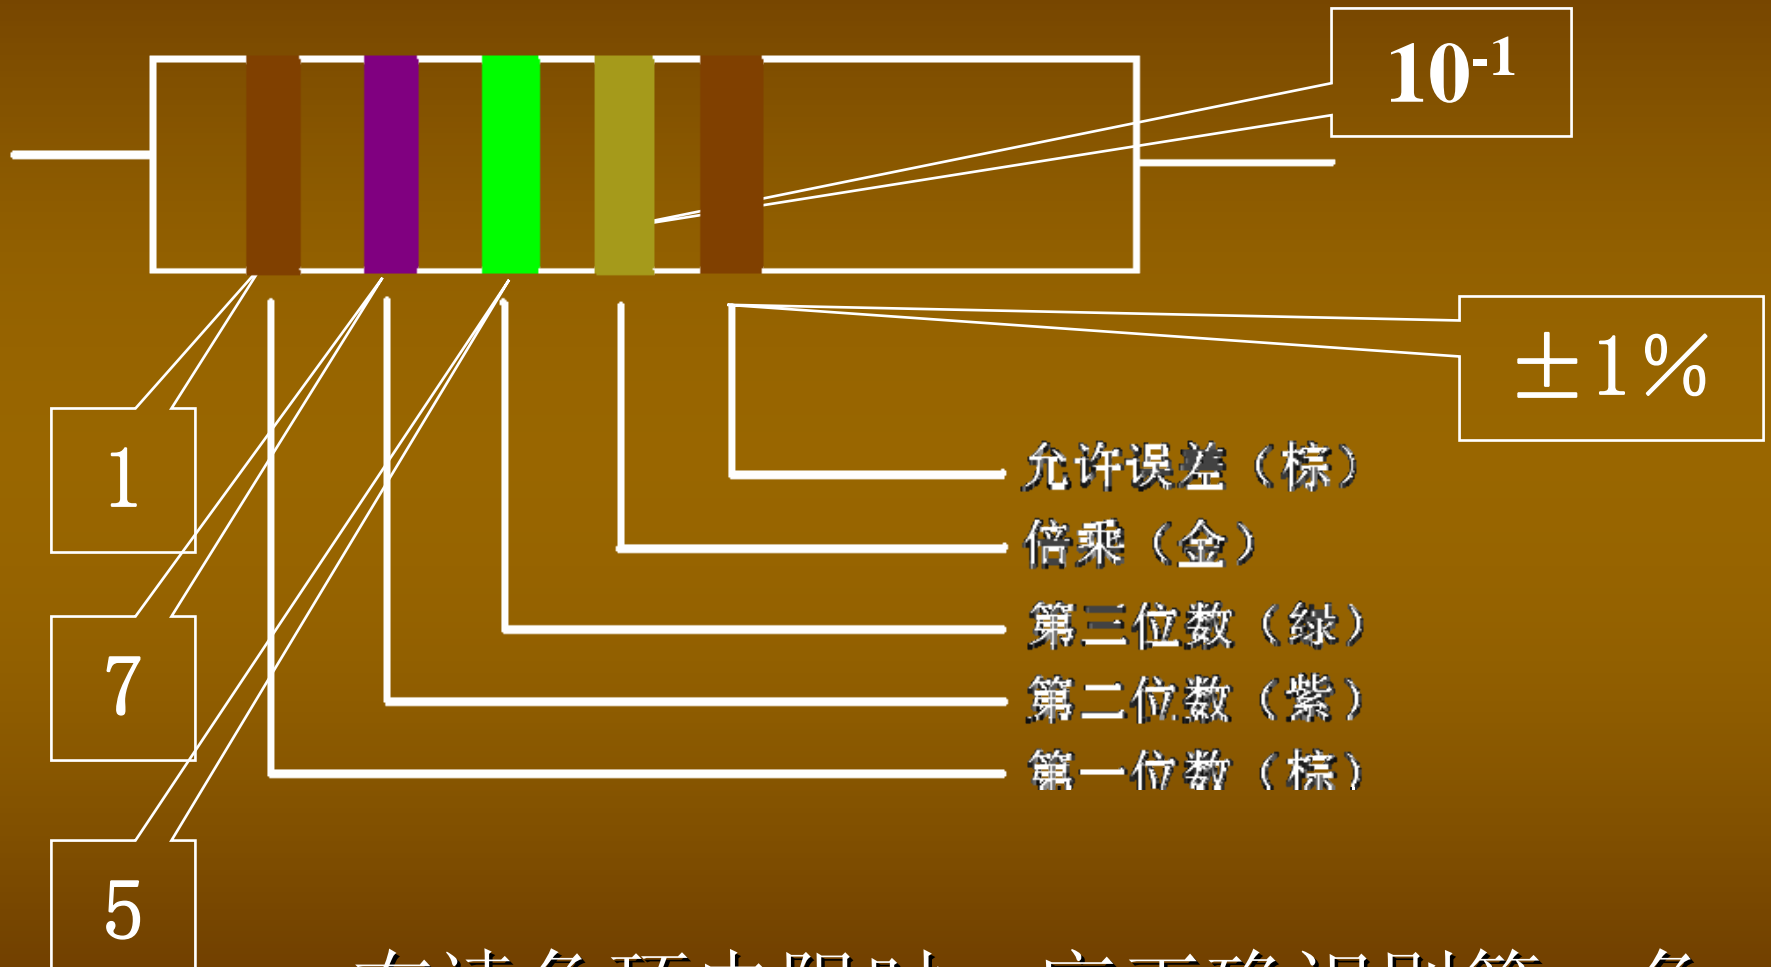 10⁻¹
±1%
允许误差（棕）
1
倍乘（金）
第三位数（绿）
7
第二位数（紫）
第一位数（棕）
5